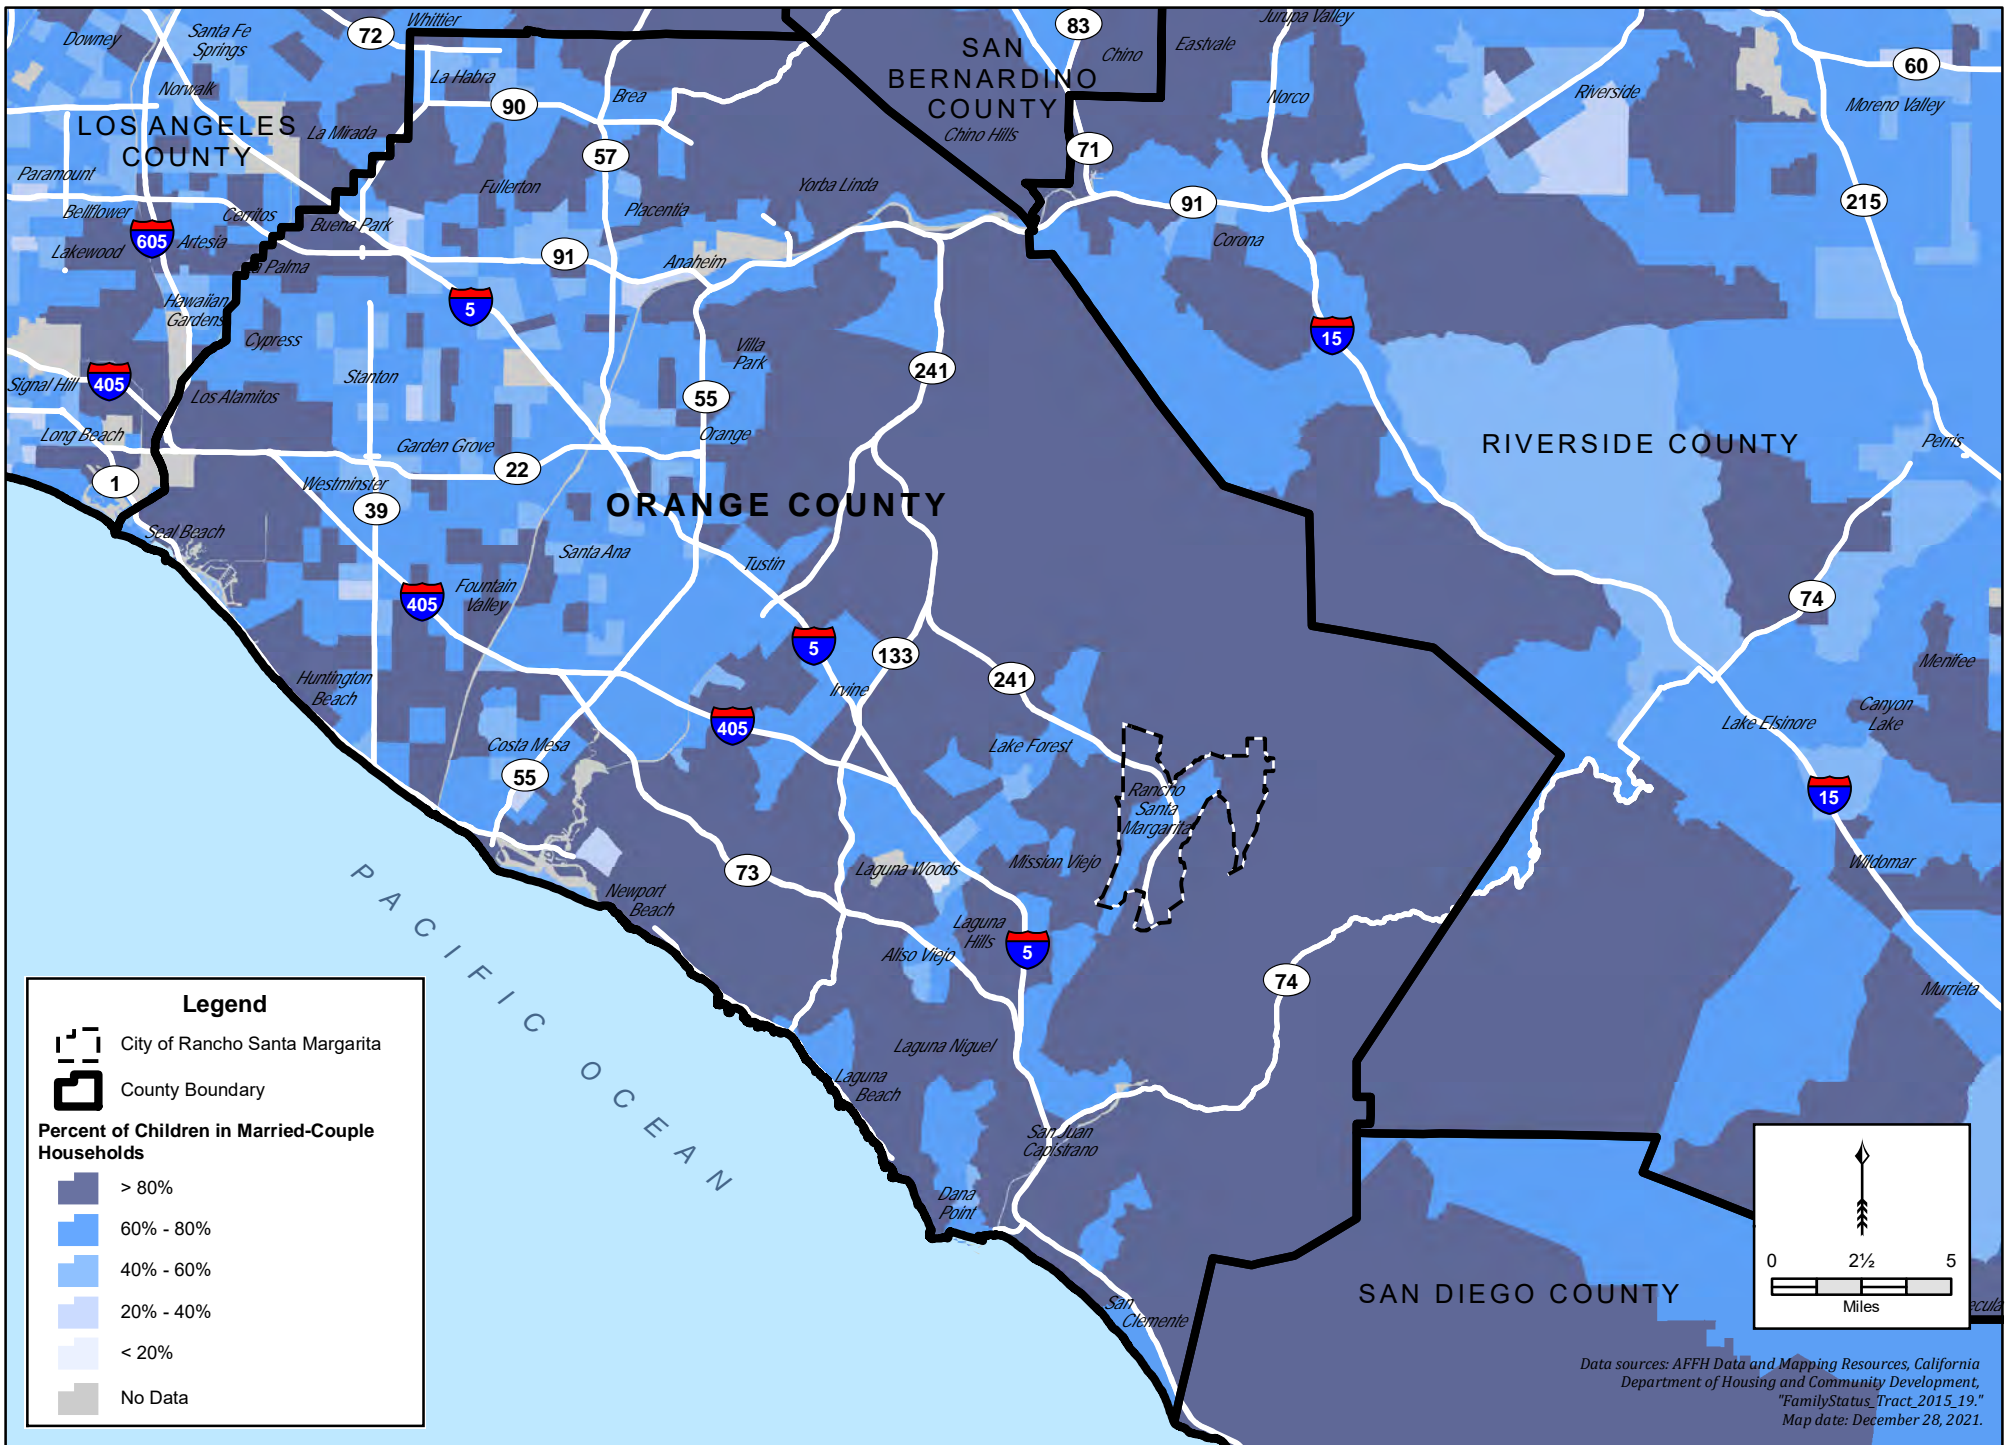 Whittier
Downey
Santa Fe
Springs
72
83
SAN
BERNARDINO
COUNTY
Chino
Eastvale
Jurupa Valley
60
La Habra
Norwalk
90
Brea
Norco
Riverside
Moreno Valley
LOS ANGELES
COUNTY
La Mirada
Chino Hills
57
71
Paramount
Fullerton
Yorba Linda
91
215
Bellflower
Cerritos
Buena Park
Placentia
605
Artesia
Lakewood
Corona
91
Anaheim
Palma
5
Hawaiian
Gardens
Cypress
15
Villa
Park
241
Signal Hill
405
Stanton
Los Alamitos
55
Long Beach
Garden Grove
Orange
RIVERSIDE COUNTY
Perris
22
1
Westminster
39
ORANGE COUNTY
Seal Beach
Santa Ana
Tustin
405
Fountain
Valley
74
5
133
Menifee
Huntington
Beach
Irvine
241
Canyon
Lake
Lake Elsinore
405
Costa Mesa
Lake Forest
55
Rancho
Santa
Margarita
15
73
Laguna Woods
Mission Viejo
Wildomar
PACIFIC OCEAN
Newport
Beach
Laguna
Hills
5
Aliso Viejo
74
Murrieta
Laguna Niguel
Laguna
Beach
San Juan
Capistrano
Dana
Point
San
Clemente
SAN DIEGO COUNTY
Legend
City of Rancho Santa Margarita
County Boundary
Percent of Children in Married-Couple
Households
> 80%
60% - 80%
40% - 60%
20% - 40%
< 20%
No Data
0 2½ 5
Miles
ecula
Data sources: AFFH Data and Mapping Resources, California
Department of Housing and Community Development,
"FamilyStatus_Tract_2015_19."
Map date: December 28, 2021.